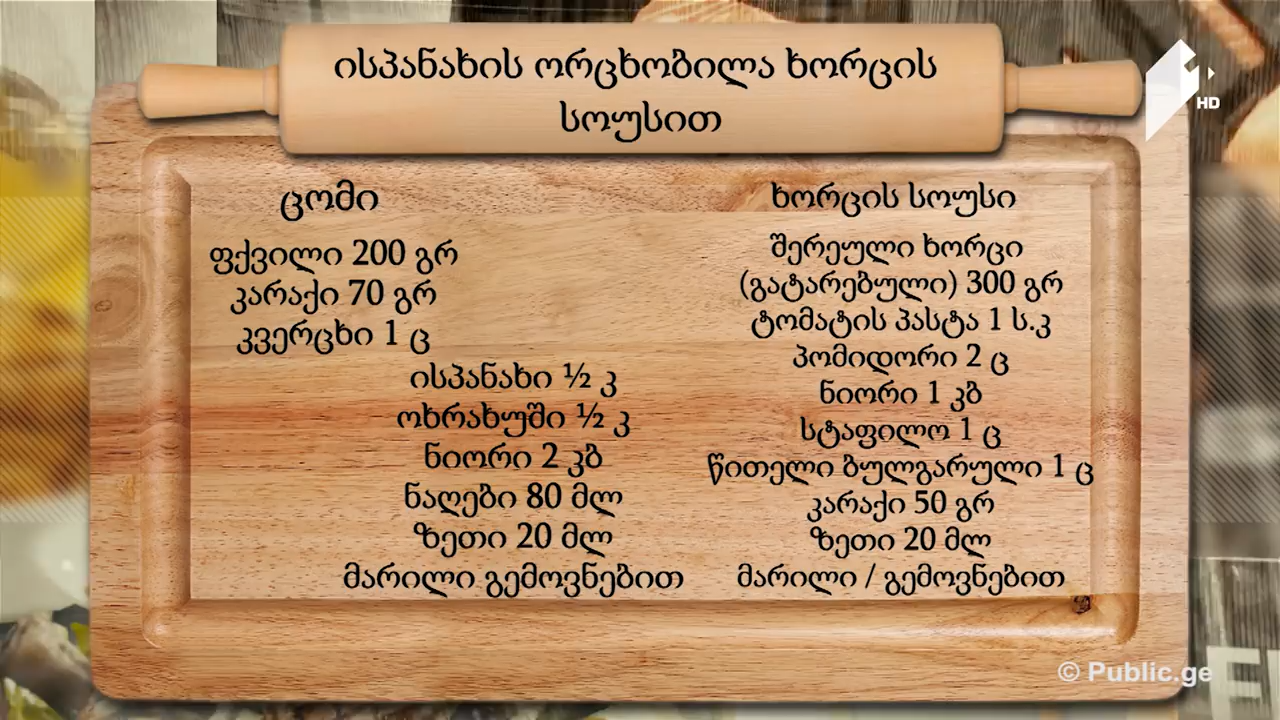 ისპანახის ორცხობილა ხორცის
სოუსით
HD
ცომი
ფქვილი 200 გრ
კარაქი 70 გრ
კვერცხი 1 ც
ისპანახი ½ კ
ოხრახუში ½ კ
ნიორი 2 კბ
ნაღები 80 მლ
ზეთი 20 მლ
მარილი გემოვნებით
ხორცის სოუსი
შერეული ხორცი
(გატარებული) 300 გრ
ტომატის პასტა 1 ს.კ
პომიდორი 2 ც
ნიორი 1 კბ
სტაფილო 1 ც
წითელი ბულგარული 1 ც
კარაქი 50 გრ
ზეთი 20 მლ
მარილი / გემოვნებით
© Public.ge